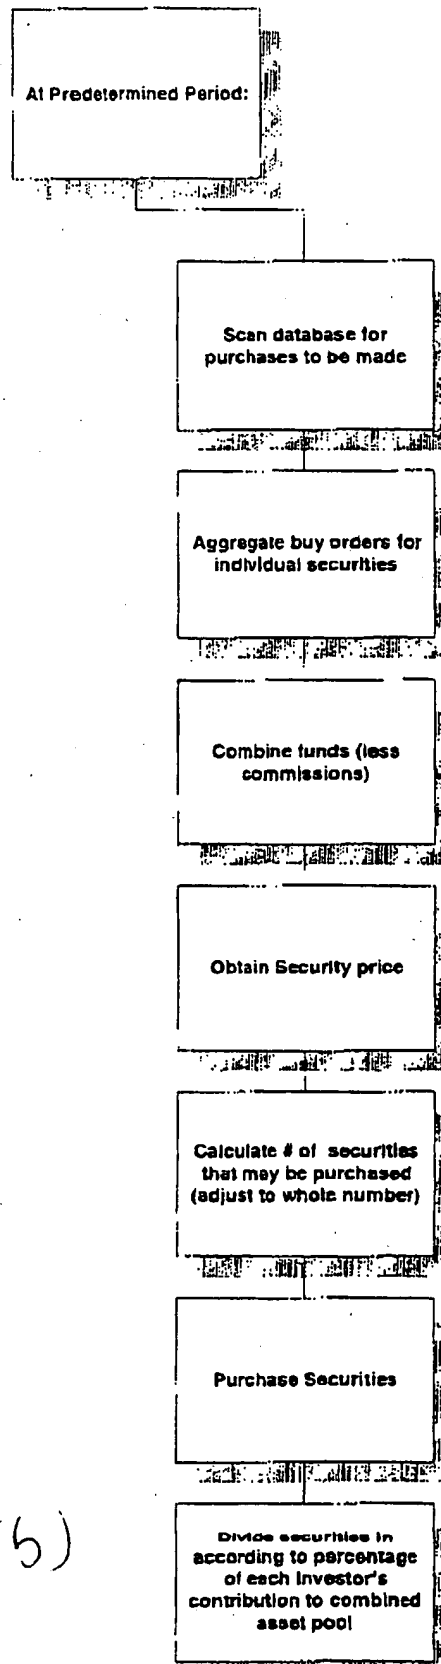 At Predetermined Period:
Scan database for
purchases to be made
Aggregate buy orders for
individual securities
Combine funds (less
commissions)
Obtain Security price
Calculate # of securities
that may be purchased
(adjust to whole number)
Purchase Securities
Divide securities in
according to percentage
of each Investor's
contribution to combined
asset pool
5)